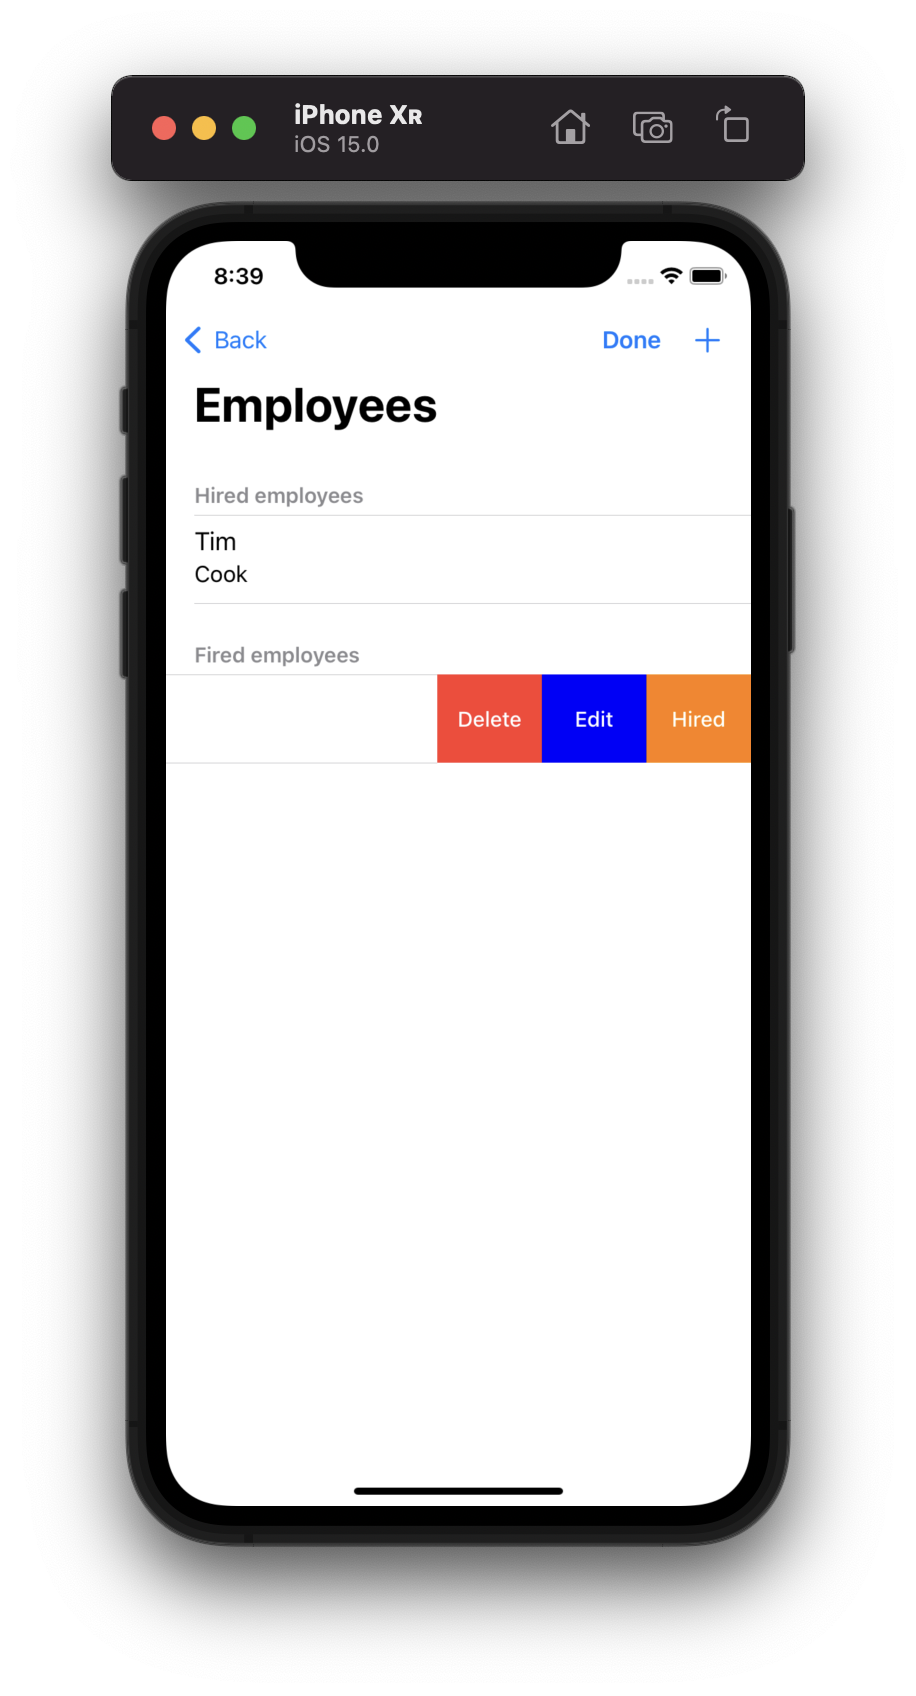 iPhone XR
iOS 15.0
8:39
Back
Done
Employees
Hired employees
Tim
Cook
Fired employees
Delete
Edit
Hired